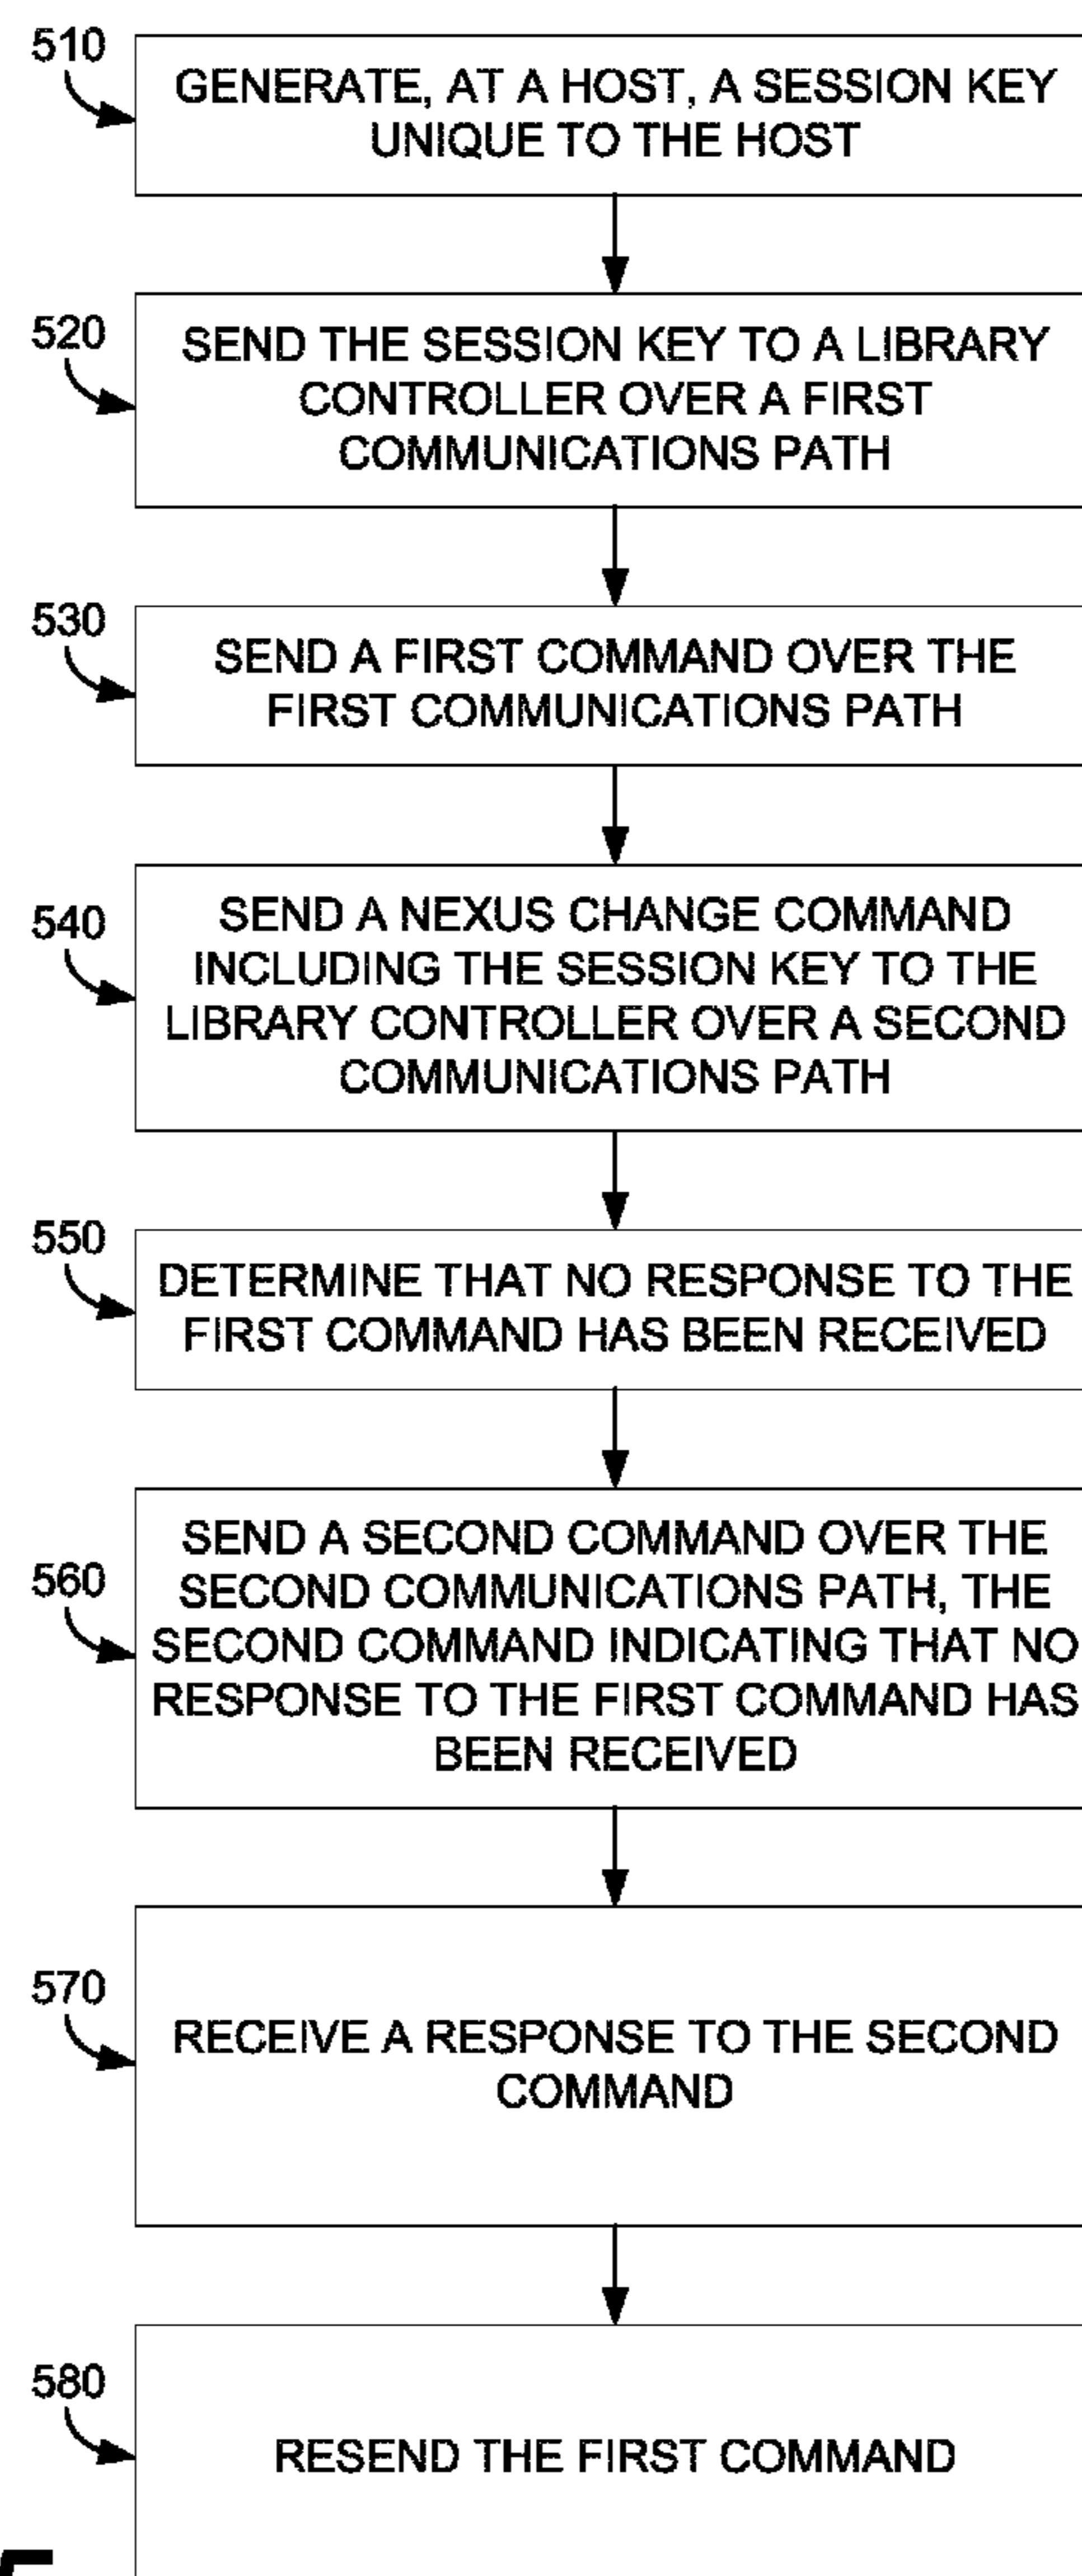 510
GENERATE, AT A HOST, A SESSION KEY
UNIQUE TO THE HOST
520
SEND THE SESSION KEY TO A LIBRARY
CONTROLLER OVER A FIRST
COMMUNICATIONS PATH
530
SEND A FIRST COMMAND OVER THE
FIRST COMMUNICATIONS PATH
540
SEND A NEXUS CHANGE COMMAND
INCLUDING THE SESSION KEY TO THE
LIBRARY CONTROLLER OVER A SECOND
COMMUNICATIONS PATH
550
DETERMINE THAT NO RESPONSE TO THE
FIRST COMMAND HAS BEEN RECEIVED
560
SEND A SECOND COMMAND OVER THE
SECOND COMMUNICATIONS PATH, THE
SECOND COMMAND INDICATING THAT NO
RESPONSE TO THE FIRST COMMAND HAS
BEEN RECEIVED
570
RECEIVE A RESPONSE TO THE SECOND
COMMAND
580
RESEND THE FIRST COMMAND